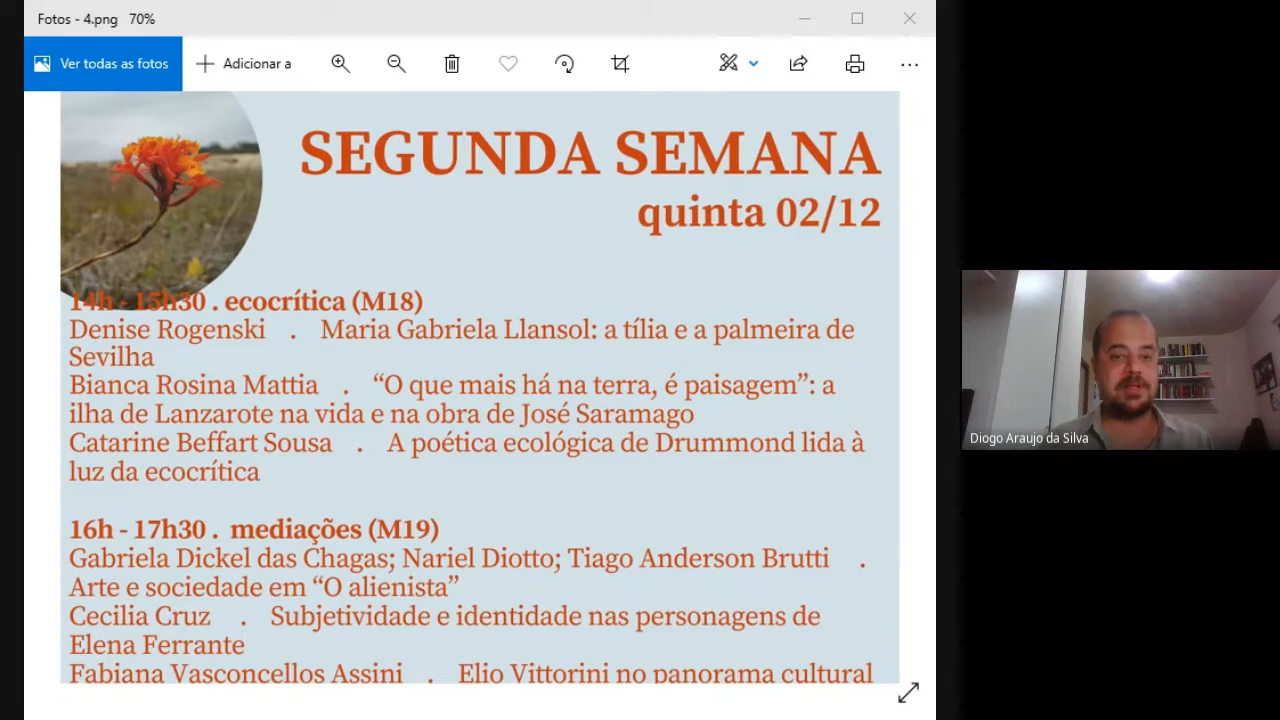 Fotos - 4.png 70%
Ver todas as fotos
Adicionar a
SEGUNDA SEMANA
quinta 02/12
14h - 15h30 . ecocrítica (M18)
Denise Rogenski . Maria Gabriela Llansol: a tília e a palmeira de
Sevilha
Bianca Rosina Mattia . “O que mais há na terra, é paisagem”: a
ilha de Lanzarote na vida e na obra de José Saramago
Catarine Beffart Sousa . A poética ecológica de Drummond lida à
luz da ecocrítica
16h - 17h30 . mediações (M19)
Gabriela Dickel das Chagas; Nariel Diotto; Tiago Anderson Brutti .
Arte e sociedade em “O alienista”
Cecilia Cruz . Subjetividade e identidade nas personagens de
Elena Ferrante
Fabiana Vasconcellos Assini . Elio Vittorini no panorama cultural
Diogo Araujo da Silva